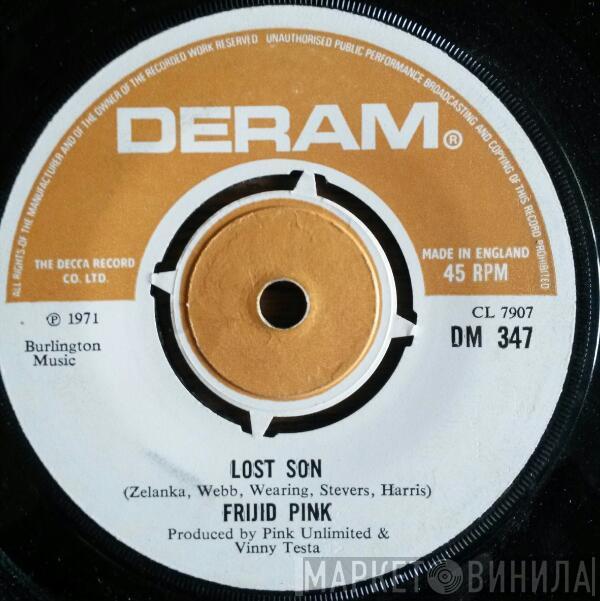 ALL RIGHTS OF THE MANUFACTURER AND OF THE OWNER OF THE RECORDED WORK RESERVED UNAUTHORISED PUBLIC PERFORMANCE BROADCASTING AND COPYING OF THIS RECORD PROHIBITED
DERAM®
THE DECCA RECORD
CO. LTD.
MADE IN ENGLAND
45 RPM
℗ 1971
CL 7907
DM 347
Burlington
Music
LOST SON
(Zelanka, Webb, Wearing, Stevers, Harris)
FRIJID PINK
Produced by Pink Unlimited &
Vinny Testa
МАРКЕТ ВИНИЛА